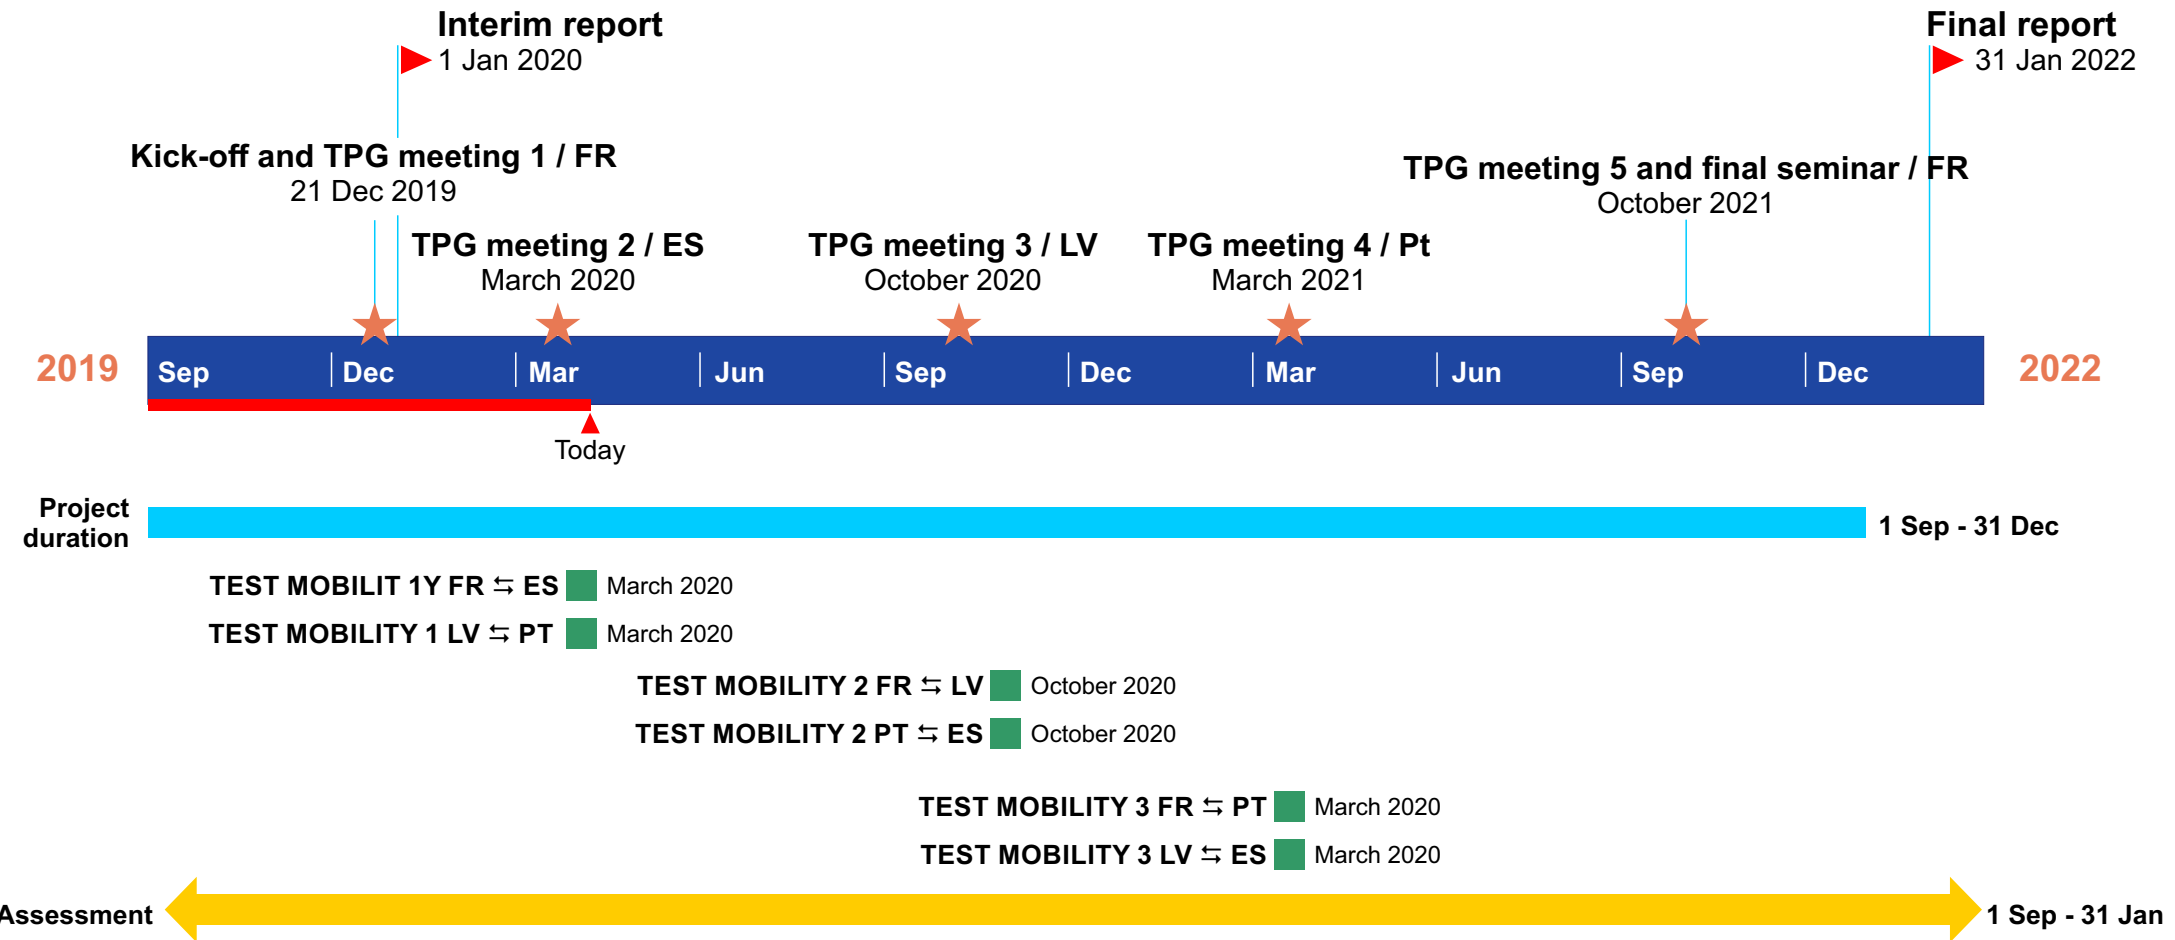 Interim report
1 Jan 2020
Final report
31 Jan 2022
Kick-off and TPG meeting 1 / FR
21 Dec 2019
TPG meeting 5 and final seminar / FR
October 2021
TPG meeting 2 / ES
March 2020
TPG meeting 3 / LV
October 2020
TPG meeting 4 / Pt
March 2021
2019 Sep Dec Mar Jun Sep Dec Mar Jun Sep Dec 2022
Today
Project
duration
1 Sep - 31 Dec
TEST MOBILIT 1Y FR ⇆ ES March 2020
TEST MOBILITY 1 LV ⇆ PT March 2020
TEST MOBILITY 2 FR ⇆ LV October 2020
TEST MOBILITY 2 PT ⇆ ES October 2020
TEST MOBILITY 3 FR ⇆ PT March 2020
TEST MOBILITY 3 LV ⇆ ES March 2020
Assessment 1 Sep - 31 Jan